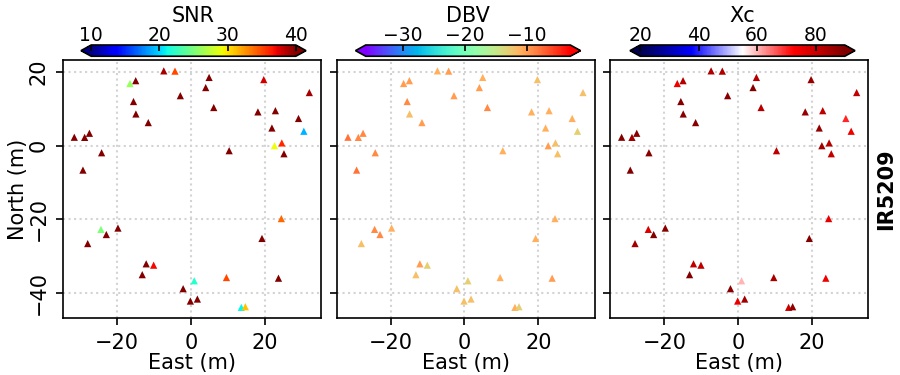 SNR DBV Xc
10 20 30 40 −30 −20 −10 20 40 60 80
20
0
−20
−40
North (m)
IR5209
−20 0 20 −20 0 20 −20 0 20
East (m) East (m) East (m)